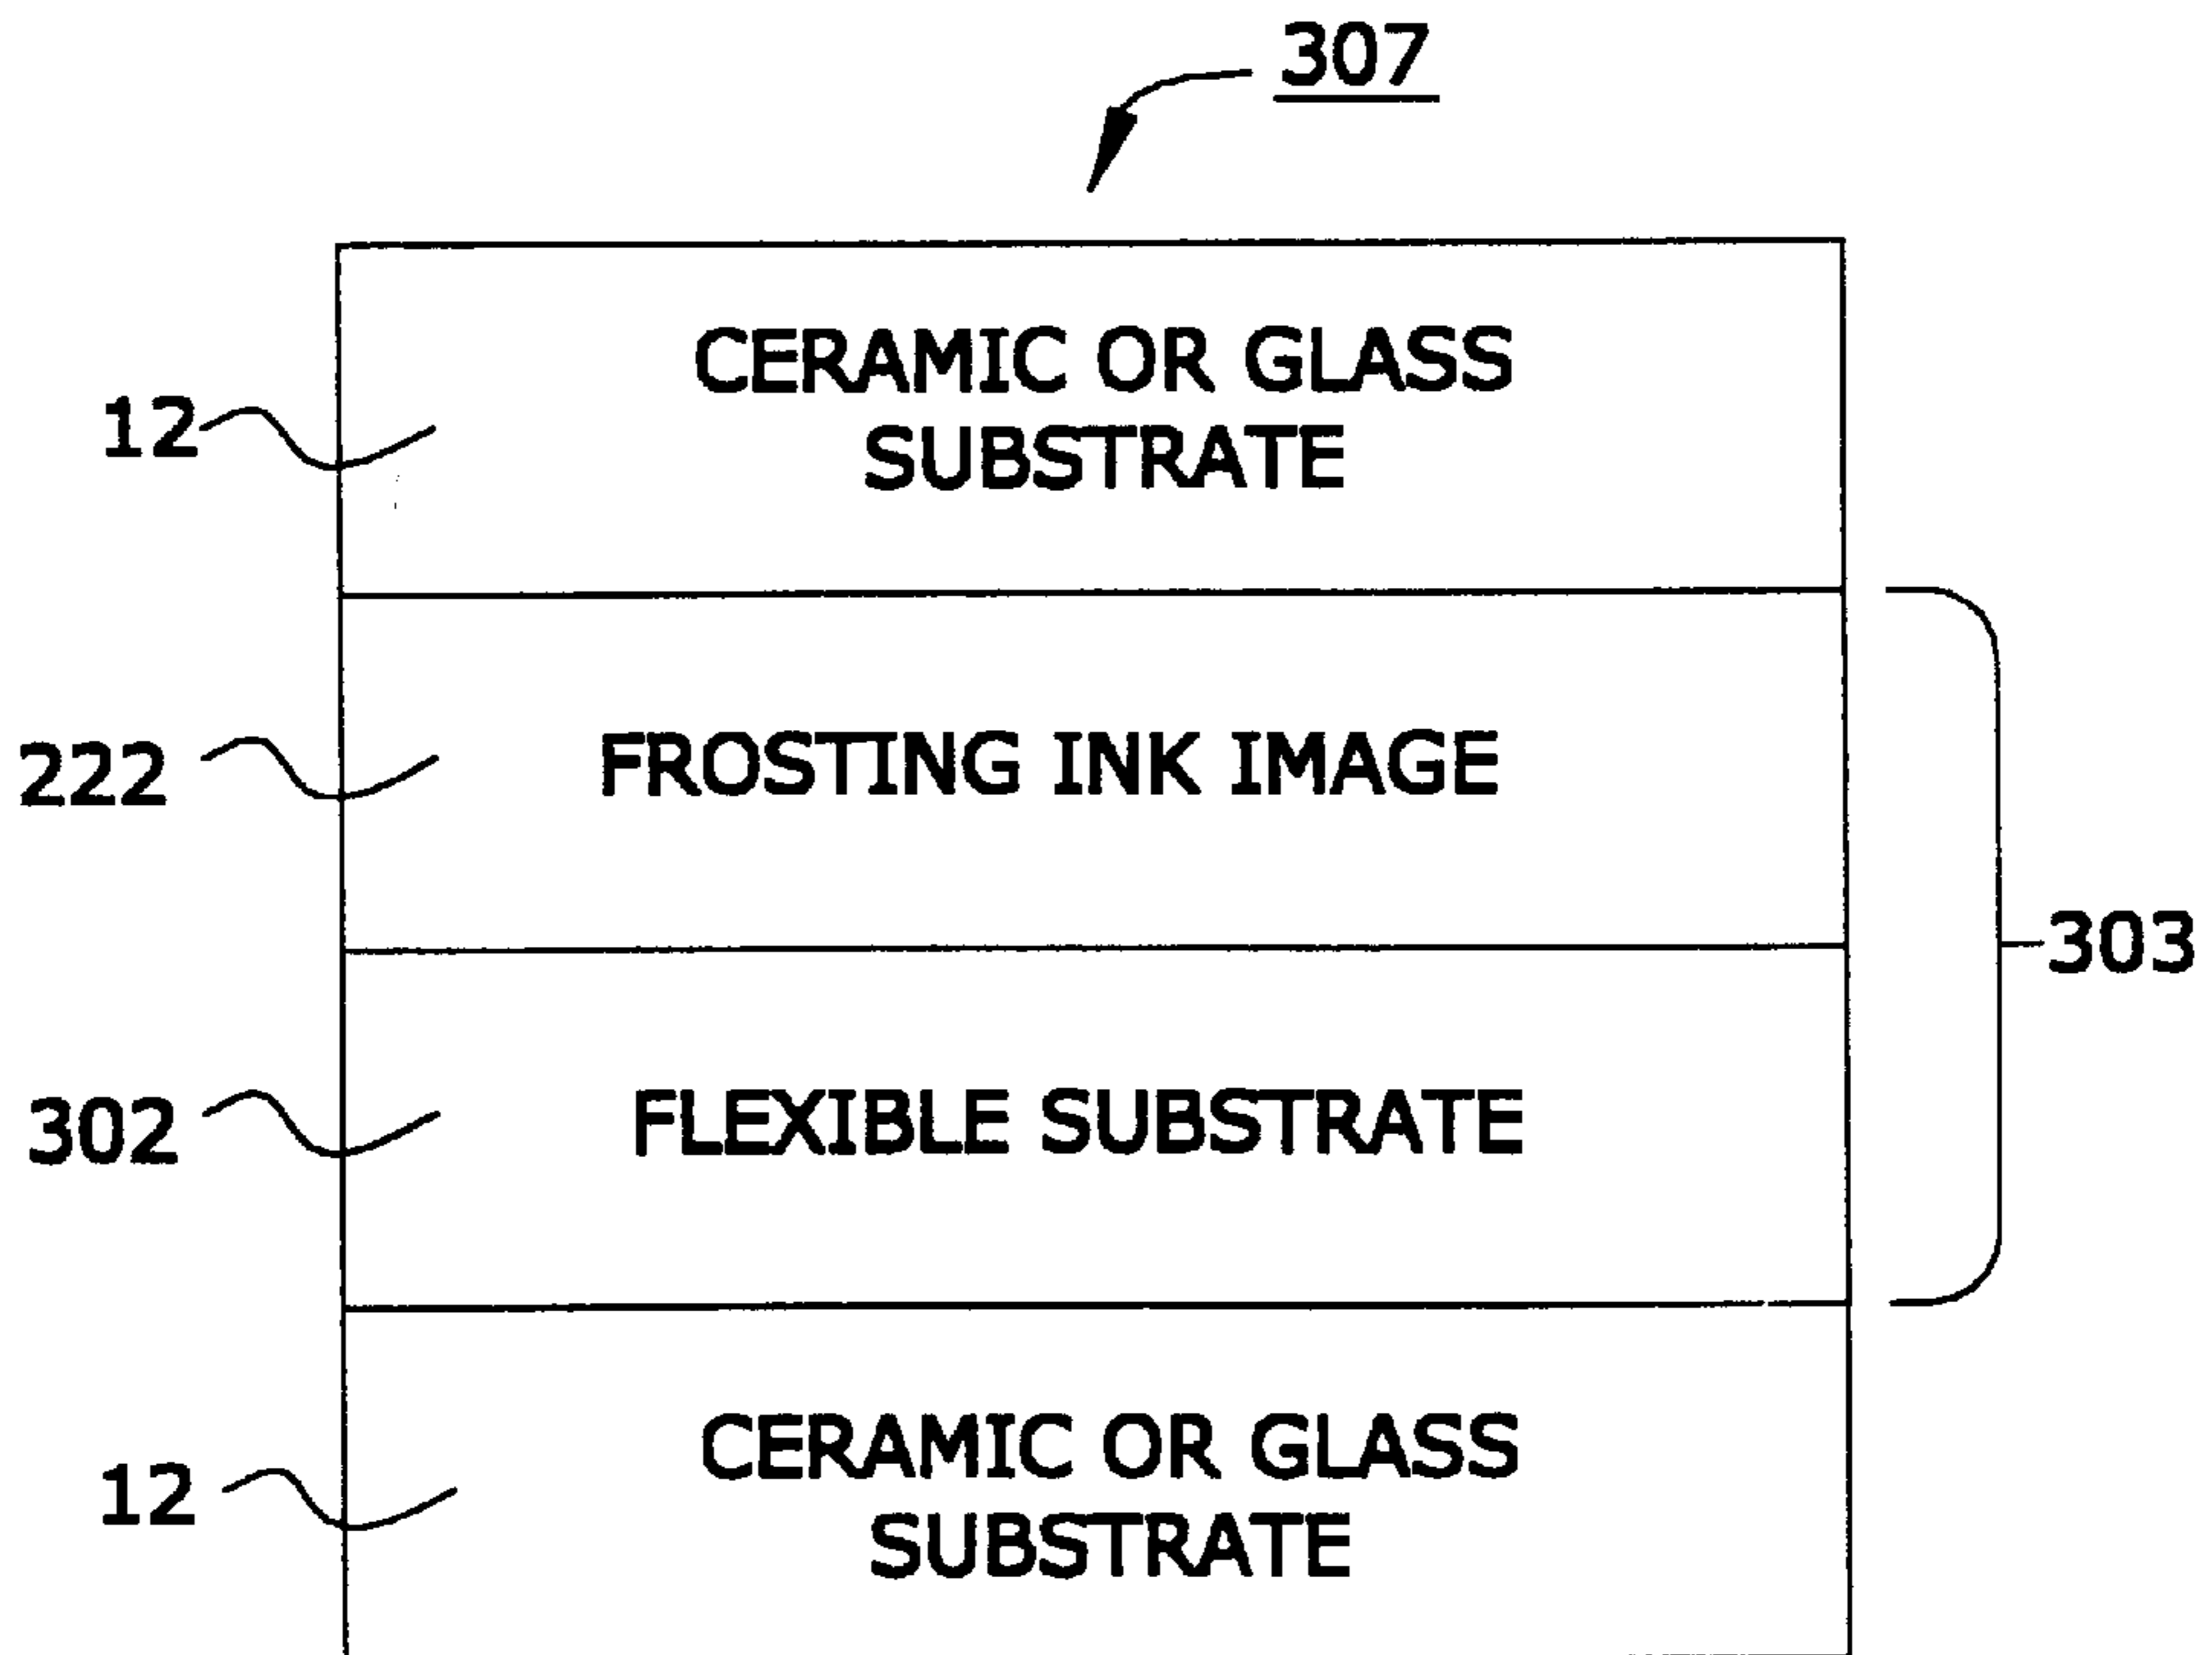 307
CERAMIC OR GLASS
SUBSTRATE
12
FROSTING INK IMAGE
222
303
FLEXIBLE SUBSTRATE
302
CERAMIC OR GLASS
SUBSTRATE
12